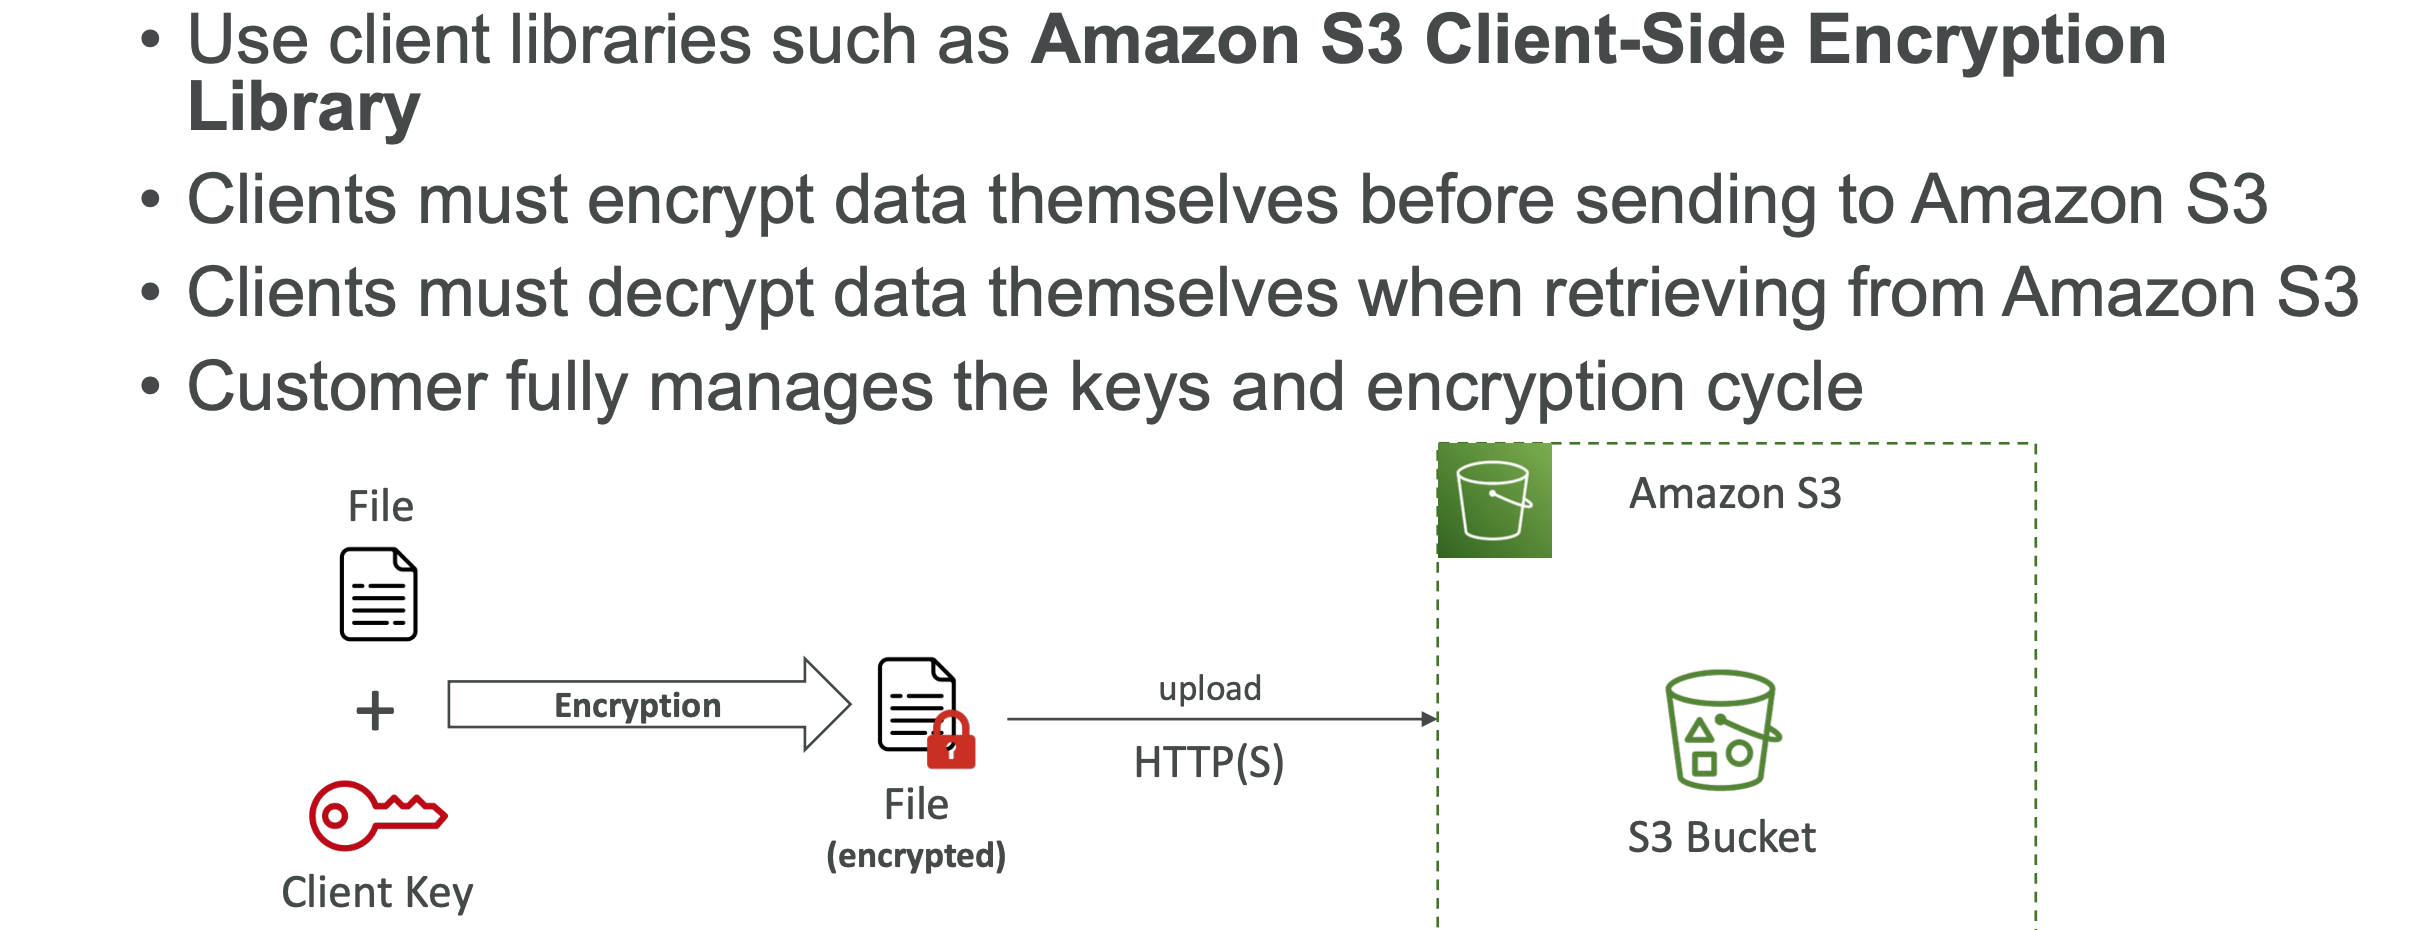 • Use client libraries such as Amazon S3 Client-Side Encryption
Library
• Clients must encrypt data themselves before sending to Amazon S3
• Clients must decrypt data themselves when retrieving from Amazon S3
• Customer fully manages the keys and encryption cycle
File
+
Client Key
Encryption
File
(encrypted)
upload
HTTP(S)
Amazon S3
S3 Bucket